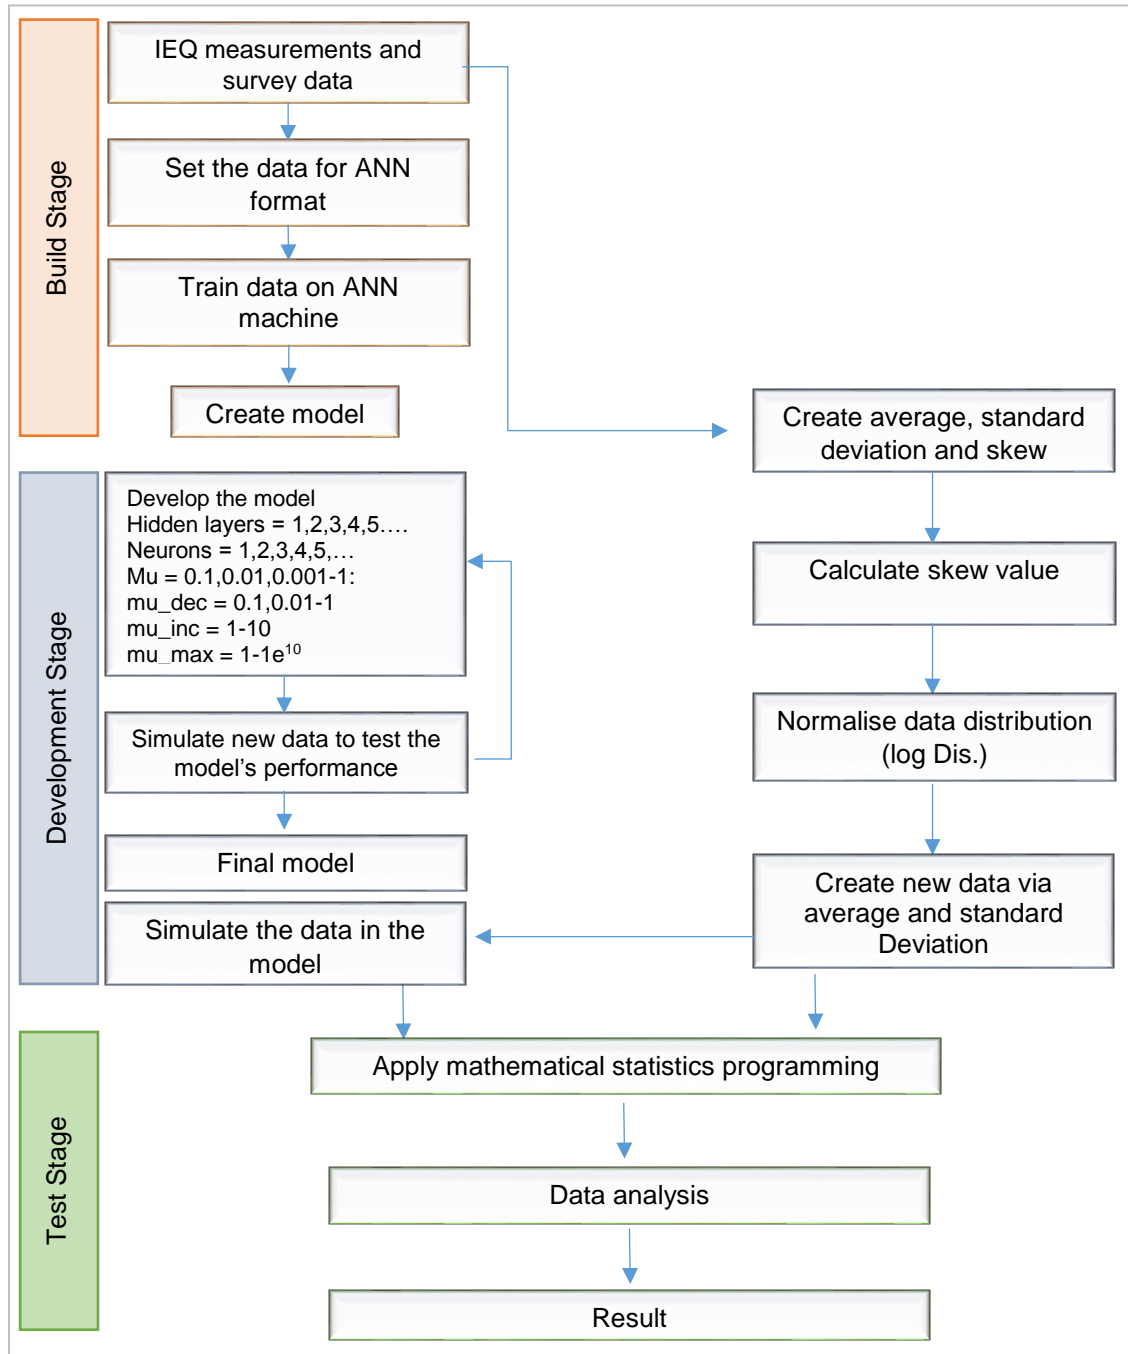 Build Stage
IEQ measurements and
survey data
Set the data for ANN
format
Train data on ANN
machine
Create model
Create average, standard
deviation and skew
Calculate skew value
Normalise data distribution
(log Dis.)
Create new data via
average and standard
Deviation
Development Stage
Develop the model
Hidden layers = 1,2,3,4,5….
Neurons = 1,2,3,4,5,…
Mu = 0.1,0.01,0.001-1:
mu_dec = 0.1,0.01-1
mu_inc = 1-10
mu_max = 1-1e¹⁰
Simulate new data to test the
model’s performance
Final model
Simulate the data in the
model
Test Stage
Apply mathematical statistics programming
Data analysis
Result